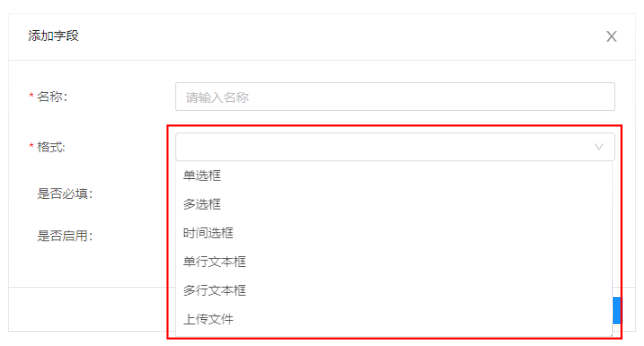 添加字段
* 名称:
请输入名称
* 格式:
单选框
是否必填:
多选框
时间选框
是否启用:
单行文本框
多行文本框
上传文件